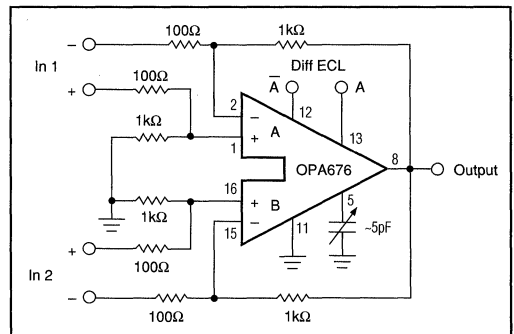 100Ω 1kΩ
−
In 1 Diff ECL
100Ω A̅ A
+
2 − 12
A 13
1kΩ + 
1
8
OPA676 Output
16
+ 5
B
1kΩ − 11 ~5pF
15
+
100Ω
In 2
−
100Ω 1kΩ